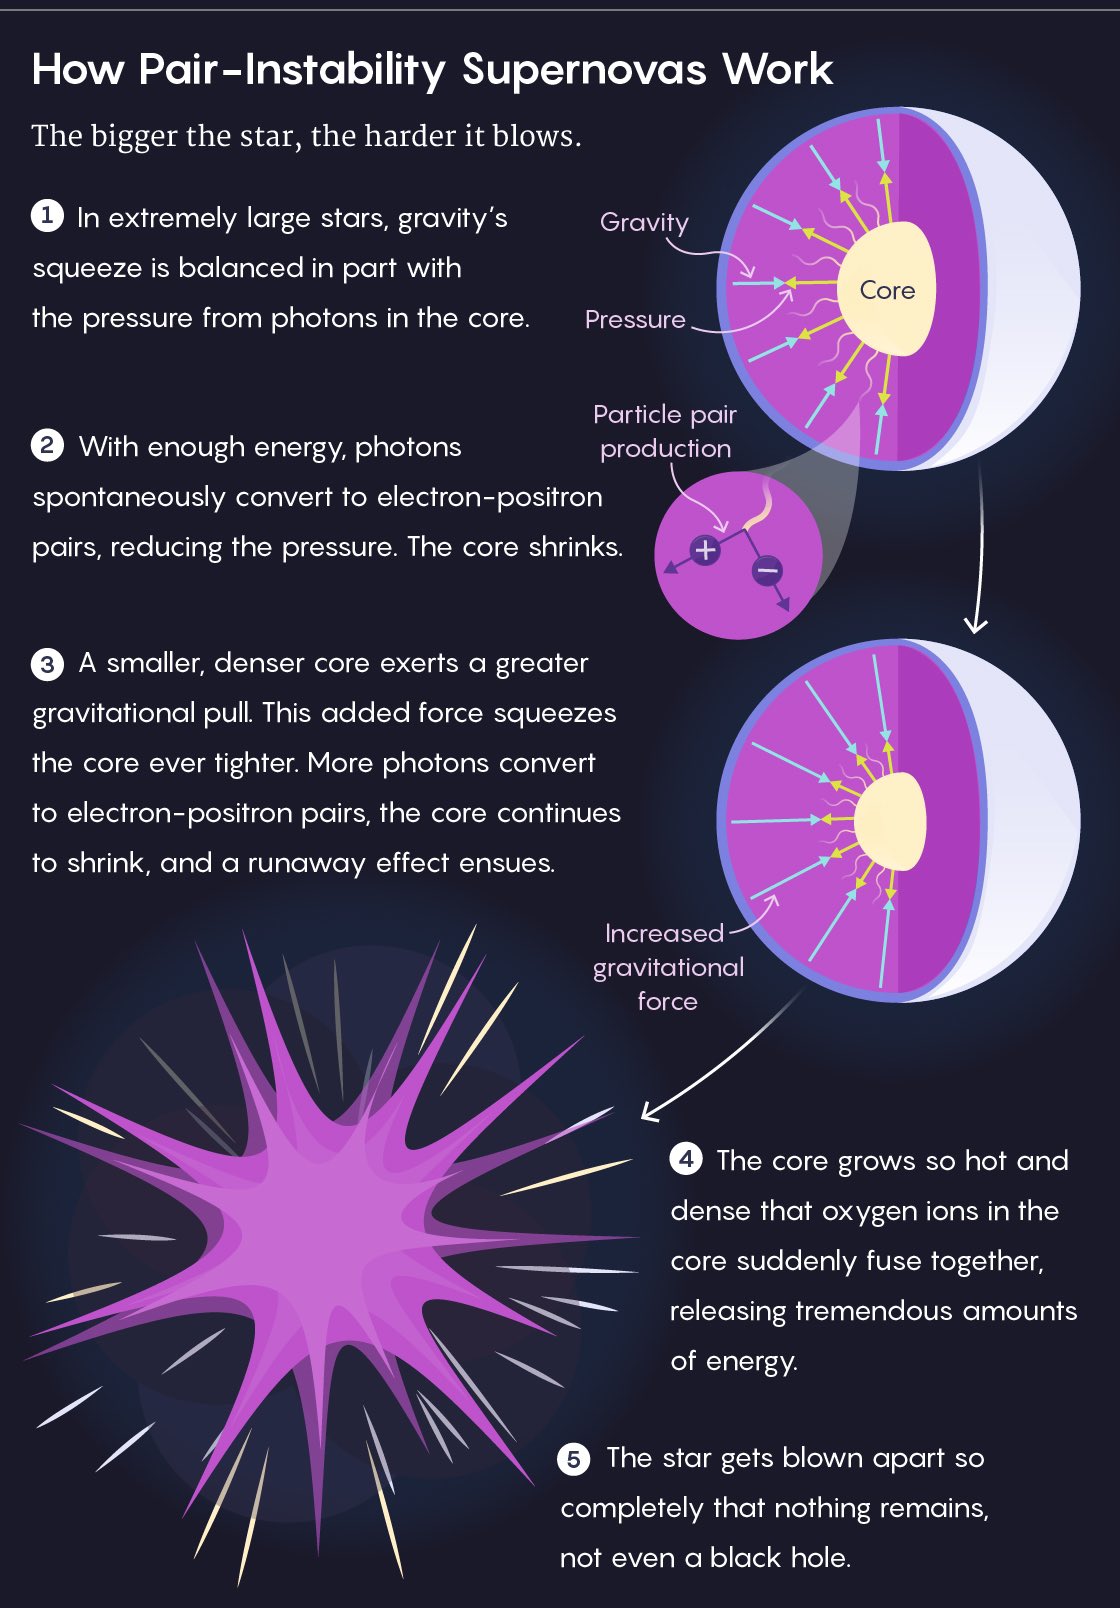 How Pair-Instability Supernovas Work
The bigger the star, the harder it blows.
1 In extremely large stars, gravity’s
squeeze is balanced in part with
the pressure from photons in the core.
Gravity
Pressure
Core
2 With enough energy, photons
spontaneously convert to electron-positron
pairs, reducing the pressure. The core shrinks.
Particle pair
production
+
−
3 A smaller, denser core exerts a greater
gravitational pull. This added force squeezes
the core ever tighter. More photons convert
to electron-positron pairs, the core continues
to shrink, and a runaway effect ensues.
Increased
gravitational
force
4 The core grows so hot and
dense that oxygen ions in the
core suddenly fuse together,
releasing tremendous amounts
of energy.
5 The star gets blown apart so
completely that nothing remains,
not even a black hole.